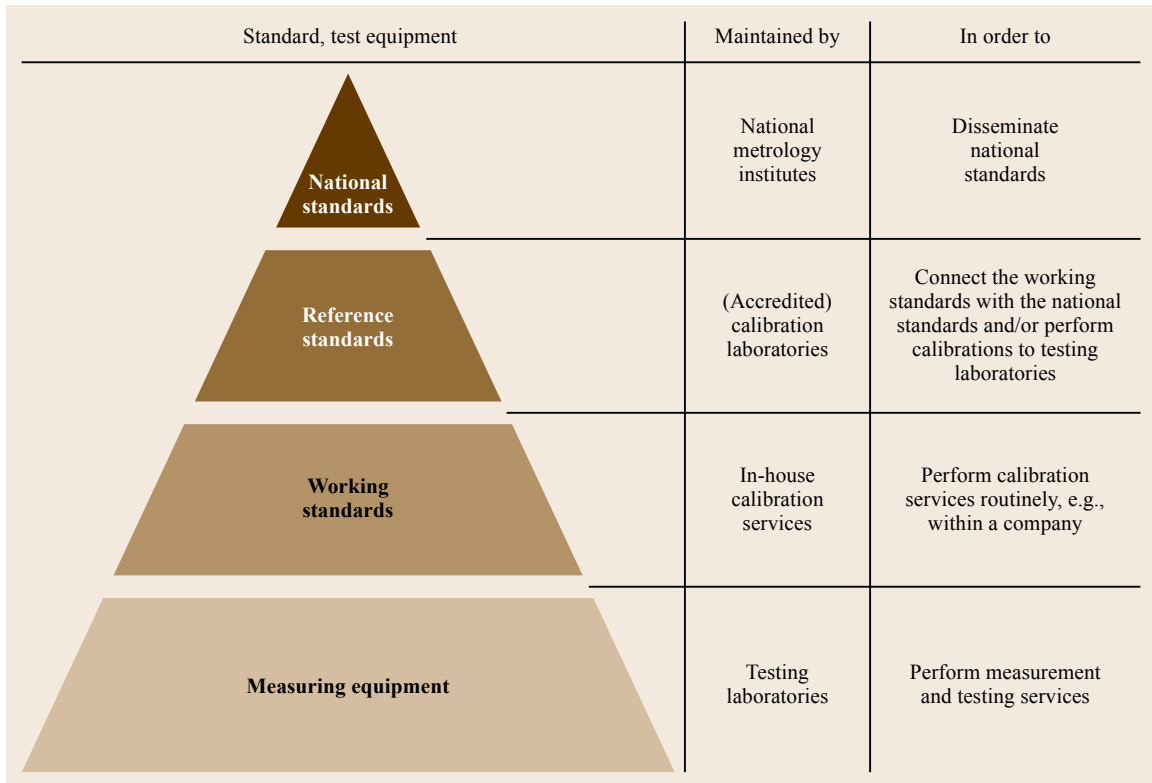 Standard, test equipment
Maintained by
In order to
National
standards
National
metrology
institutes
Disseminate
national
standards
Reference
standards
(Accredited)
calibration
laboratories
Connect the working
standards with the national
standards and/or perform
calibrations to testing
laboratories
Working
standards
In-house
calibration
services
Perform calibration
services routinely, e.g.,
within a company
Measuring equipment
Testing
laboratories
Perform measurement
and testing services